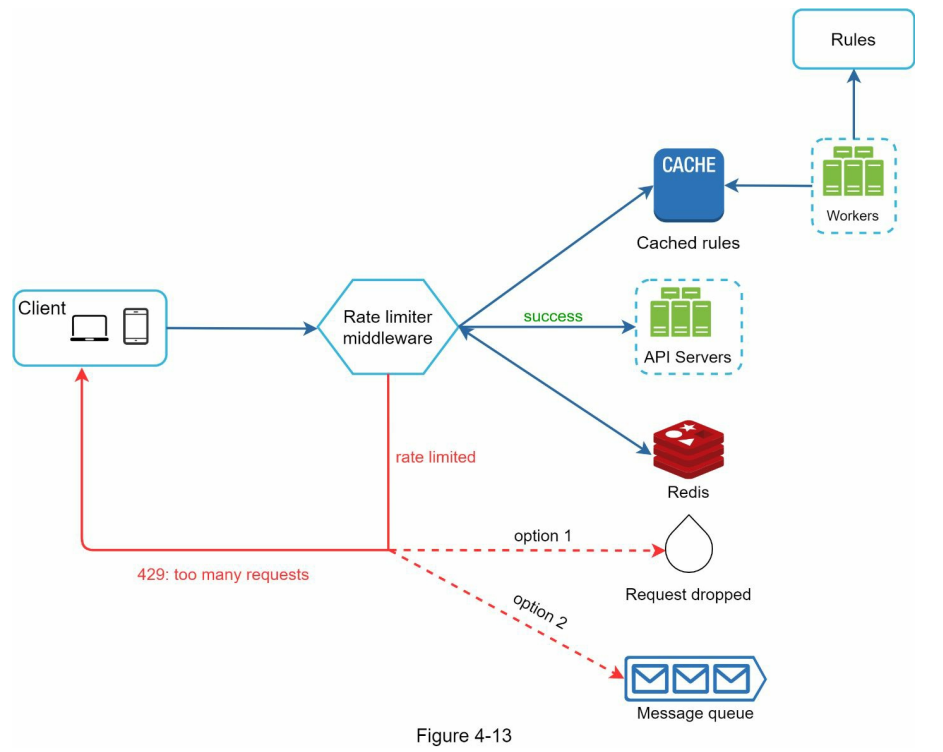 Rules
CACHE
Workers
Cached rules
Client
Rate limiter
middleware
success
API Servers
rate limited
Redis
option 1
429: too many requests
Request dropped
option 2
Message queue
Figure 4-13